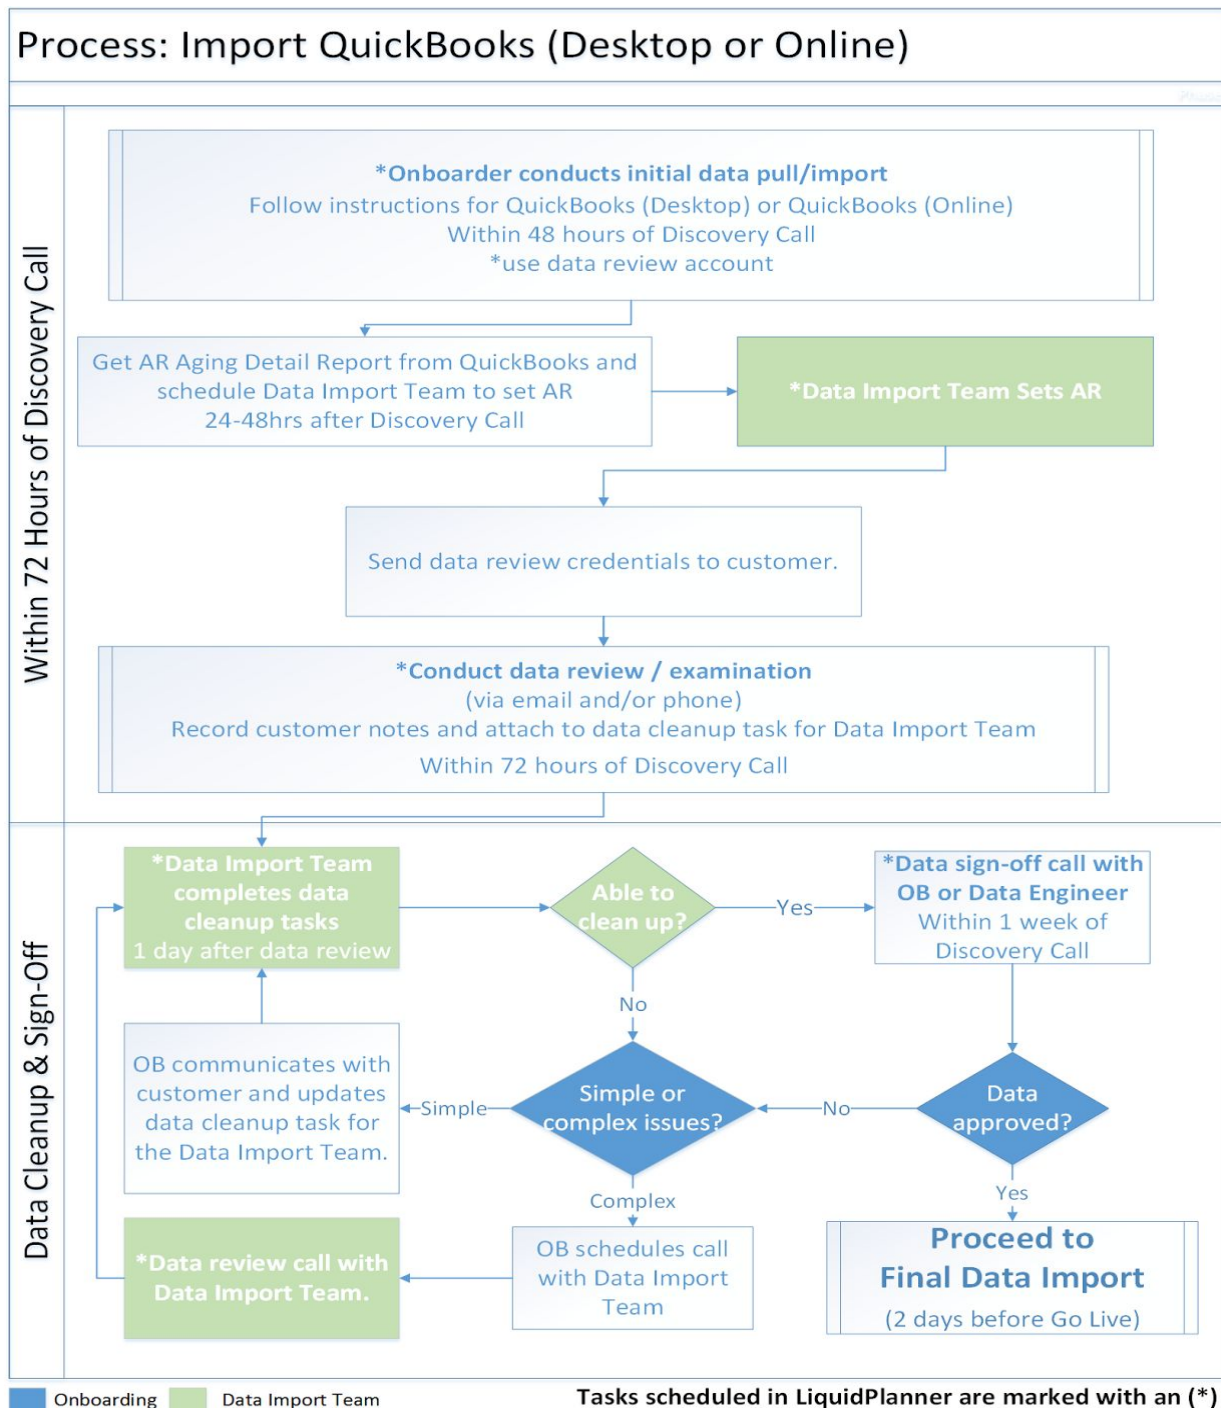 Process: Import QuickBooks (Desktop or Online)
Within 72 Hours of Discovery Call
*Onboarder conducts initial data pull/import
Follow instructions for QuickBooks (Desktop) or QuickBooks (Online)
Within 48 hours of Discovery Call
*use data review account
Get AR Aging Detail Report from QuickBooks and
schedule Data Import Team to set AR
24-48hrs after Discovery Call
*Data Import Team Sets AR
Send data review credentials to customer.
*Conduct data review / examination
(via email and/or phone)
Record customer notes and attach to data cleanup task for Data Import Team
Within 72 hours of Discovery Call
Data Cleanup & Sign-Off
*Data Import Team
completes data
cleanup tasks
1 day after data review
Able to
clean up?
Yes
*Data sign-off call with
OB or Data Engineer
Within 1 week of
Discovery Call
No
OB communicates with
customer and updates
data cleanup task for
the Data Import Team.
Simple
Simple or
complex issues?
No
Data
approved?
Complex
Yes
*Data review call with
Data Import Team.
OB schedules call
with Data Import
Team
Proceed to
Final Data Import
(2 days before Go Live)
Onboarding
Data Import Team
Tasks scheduled in LiquidPlanner are marked with an (*)